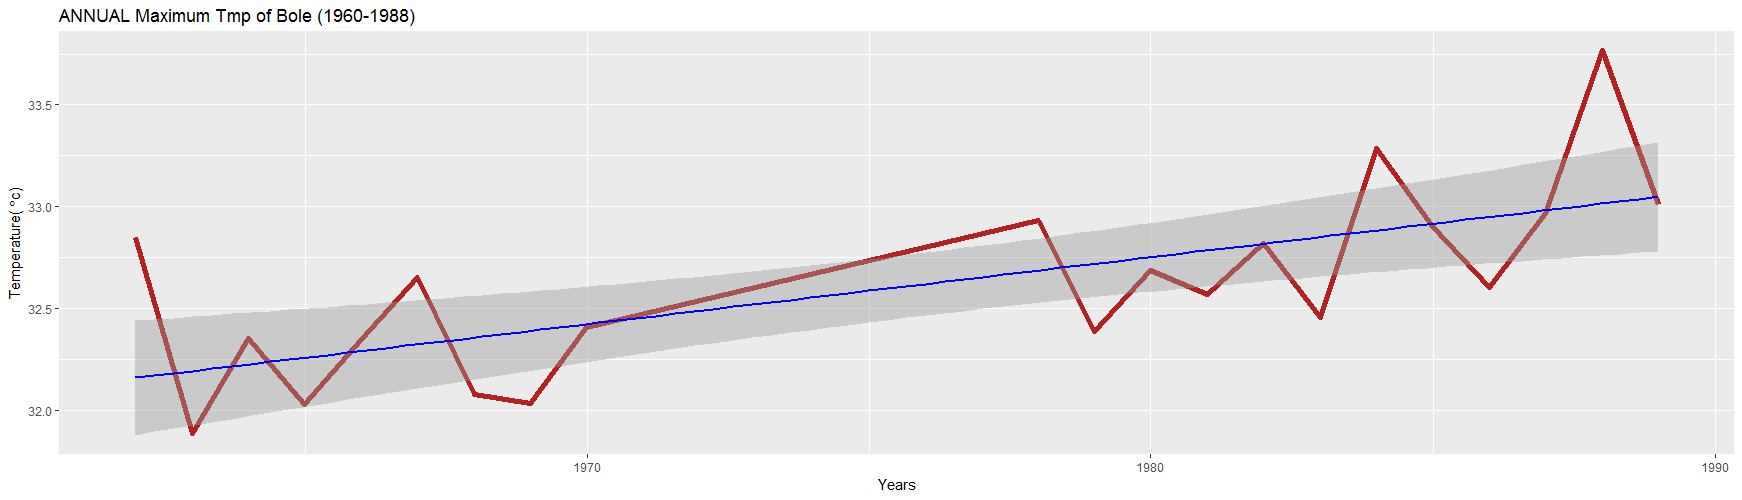 ANNUAL Maximum Tmp of Bole (1960-1988)
Temperature( °c)
33.5
33.0
32.5
32.0
1970
1980
1990
Years